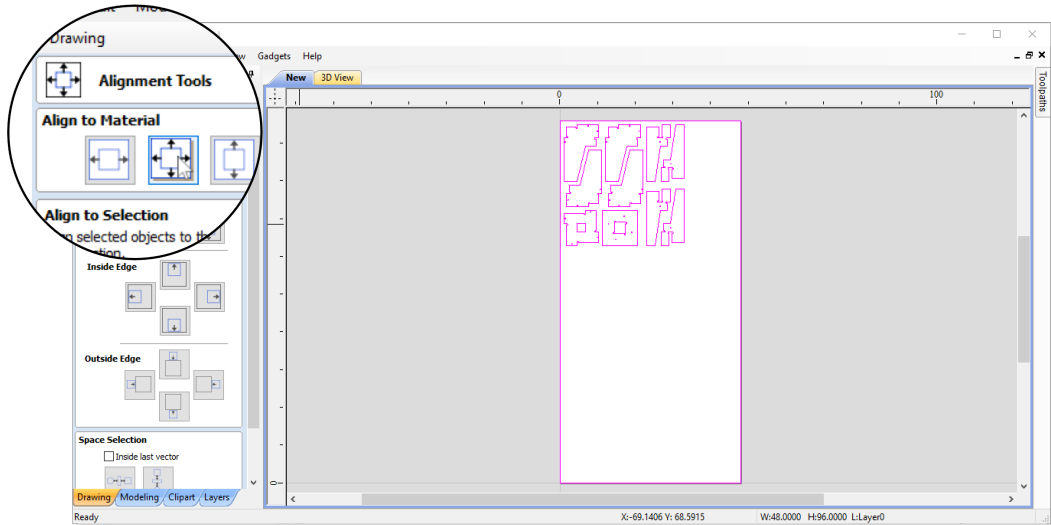 Drawing
Gadgets Help
Alignment Tools
New 3D View
Toolpaths
0 100
Align to Material
Align to Selection
selected objects to the
Inside Edge
Outside Edge
Space Selection
Inside last vector
0
Drawing Modeling Clipart Layers
Ready X:-69.1406 Y: 68.5915 W:48.0000 H:96.0000 L:Layer0